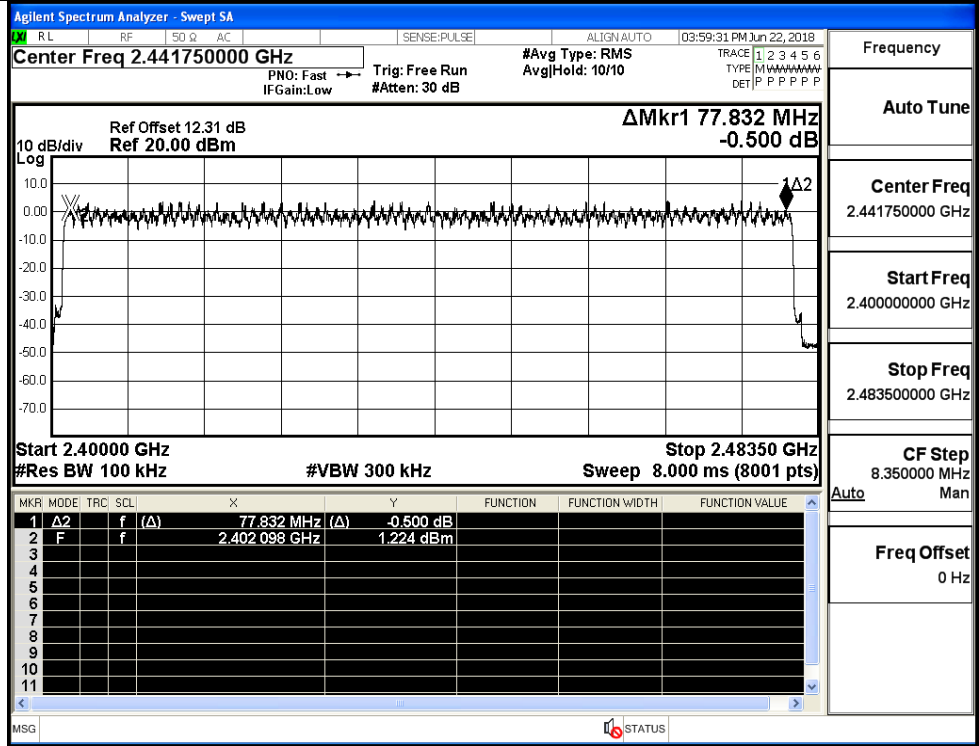 Agilent Spectrum Analyzer - Swept SA
LXI RL RF 50 Ω AC SENSE:PULSE ALIGN AUTO 03:59:31 PM Jun 22, 2018
Center Freq 2.441750000 GHz
PNO: Fast
IFGain:Low
Trig: Free Run
#Atten: 30 dB
#Avg Type: RMS
Avg|Hold: 10/10
TRACE 1 2 3 4 5 6
TYPE M WWWWW
DET P P P P P P
ΔMkr1 77.832 MHz
-0.500 dB
Ref Offset 12.31 dB
10 dB/div Ref 20.00 dBm
Log
10.0
0.00
-10.0
-20.0
-30.0
-40.0
-50.0
-60.0
-70.0
1Δ2
2
Start 2.40000 GHz Stop 2.48350 GHz
#Res BW 100 kHz #VBW 300 kHz Sweep 8.000 ms (8001 pts)
MKR MODE TRC SCL X Y FUNCTION FUNCTION WIDTH FUNCTION VALUE
1 Δ2 f (Δ) 77.832 MHz (Δ) -0.500 dB
2 F f 2.402 098 GHz 1.224 dBm
3
4
5
6
7
8
9
10
11
MSG STATUS
Frequency
Auto Tune
Center Freq
2.441750000 GHz
Start Freq
2.400000000 GHz
Stop Freq
2.483500000 GHz
CF Step
8.350000 MHz
Auto Man
Freq Offset
0 Hz